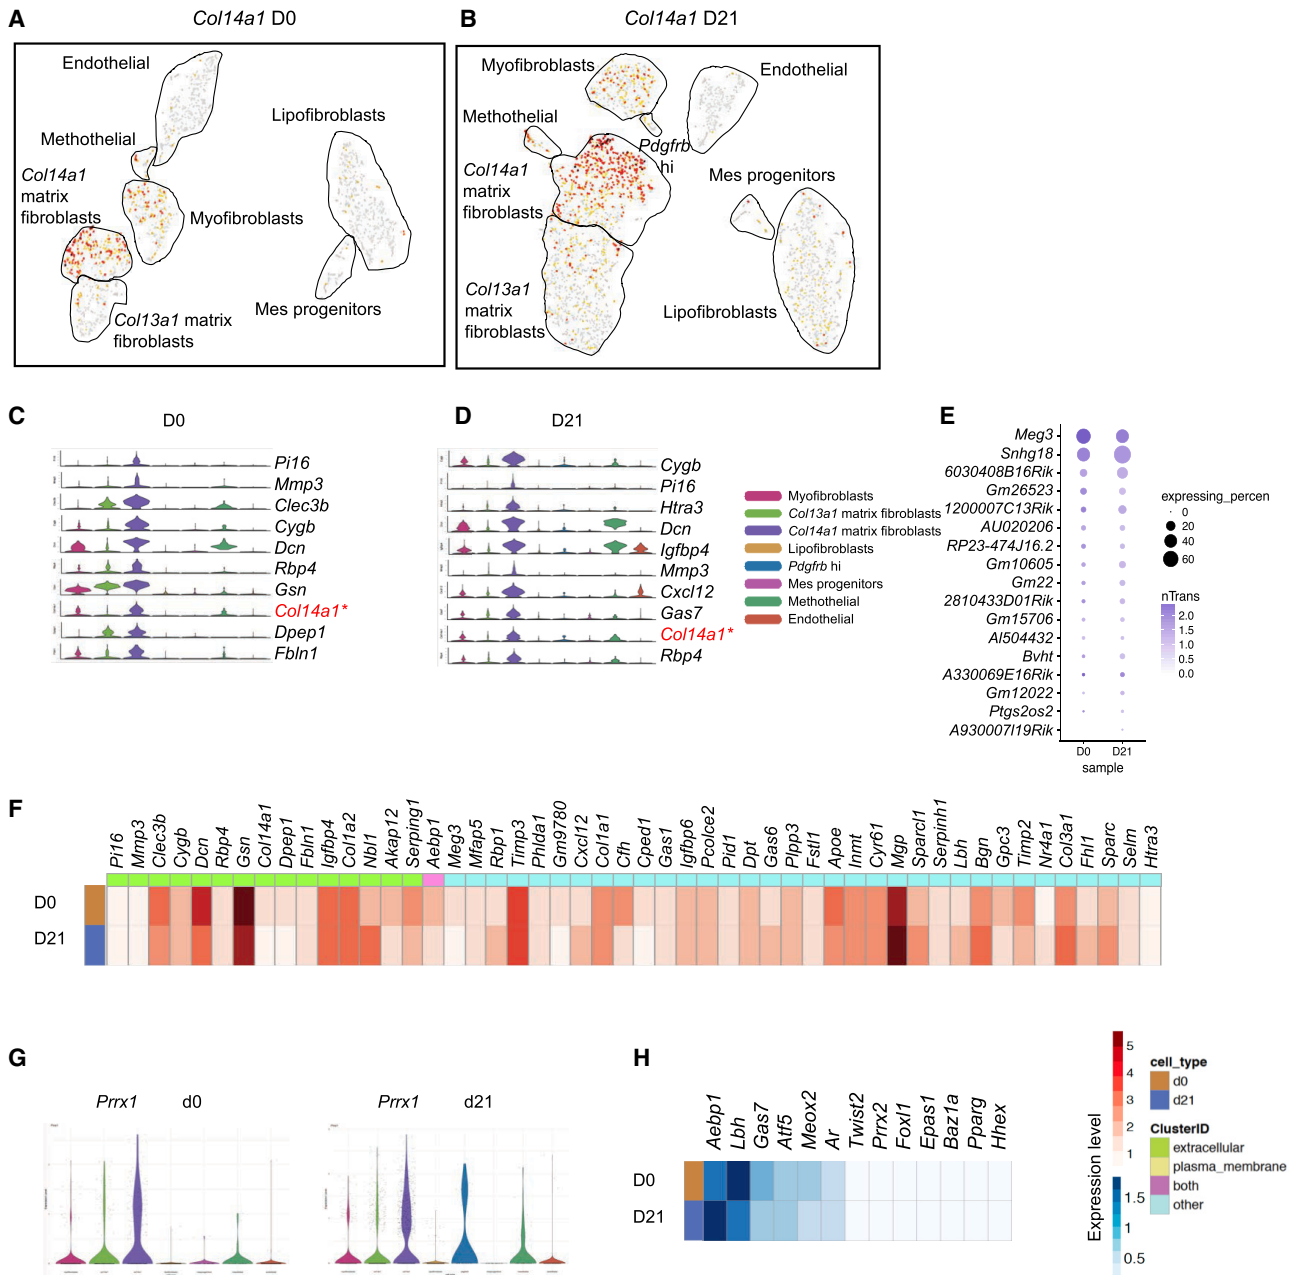 A
Col14a1 D0
Endothelial
Lipofibroblasts
Methothelial
Col14a1
matrix
fibroblasts
Myofibroblasts
Mes progenitors
Col13a1 matrix
fibroblasts
B
Col14a1 D21
Myofibroblasts
Endothelial
Methothelial
Pdgfrb
hi
Col14a1
matrix
fibroblasts
Mes progenitors
Col13a1
matrix
fibroblasts
Lipofibroblasts
C
D0
Pi16
Mmp3
Clec3b
Cygb
Dcn
Rbp4
Gsn
Col14a1*
Dpep1
Fbln1
D
D21
Cygb
Pi16
Htra3
Dcn
Igfbp4
Mmp3
Cxcl12
Gas7
Col14a1*
Rbp4
Myofibroblasts
Col13a1 matrix fibroblasts
Col14a1 matrix fibroblasts
Lipofibroblasts
Pdgfrb hi
Mes progenitors
Methothelial
Endothelial
E
Meg3
Snhg18
6030408B16Rik
Gm26523
1200007C13Rik
AU020206
RP23-474J16.2
Gm10605
Gm22
2810433D01Rik
Gm15706
AI504432
Bvht
A330069E16Rik
Gm12022
Ptgs2os2
A930007I19Rik
D0 D21
sample
expressing_percen
0
20
40
60
nTrans
2.0
1.5
1.0
0.5
0.0
F
Pi16 Mmp3 Clec3b Cygb Dcn Rbp4 Gsn Col14a1 Dpep1 Fbln1 Igfbp4 Col1a2 Nbl1 Akap12 Serping1 Aebp1 Meg3 Mfap5 Rbp1 Timp3 Phlda1 Gm9780 Cxcl12 Col1a1 Cfh Cped1 Gas1 Igfbp6 Pcolce2 Pid1 Dpt Gas6 Plpp3 Fstl1 Apoe Inmt Cyr61 Mgp Sparcl1 Serpinh1 Lbh Bgn Gpc3 Timp2 Nr4a1 Col3a1 Fhl1 Sparc Selm Htra3
D0
D21
G
Prrx1 d0
Prrx1 d21
H
Aebp1 Lbh Gas7 Atf5 Meox2 Ar Twist2 Prrx2 Foxl1 Epas1 Baz1a Pparg Hhex
D0
D21
Expression level
5
4
3
2
1
1.5
1
0.5
cell_type
d0
d21
ClusterID
extracellular
plasma_membrane
both
other